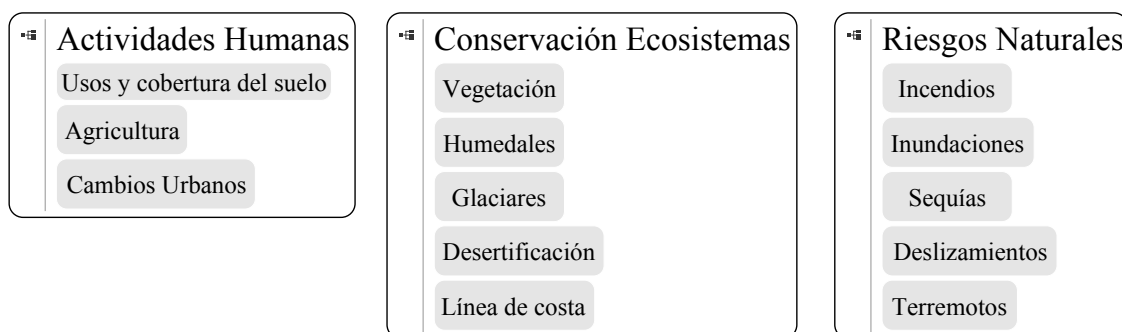 Actividades Humanas
Usos y cobertura del suelo
Agricultura
Cambios Urbanos
Conservación Ecosistemas
Vegetación
Humedales
Glaciares
Desertificación
Línea de costa
Riesgos Naturales
Incendios
Inundaciones
Sequías
Deslizamientos
Terremotos